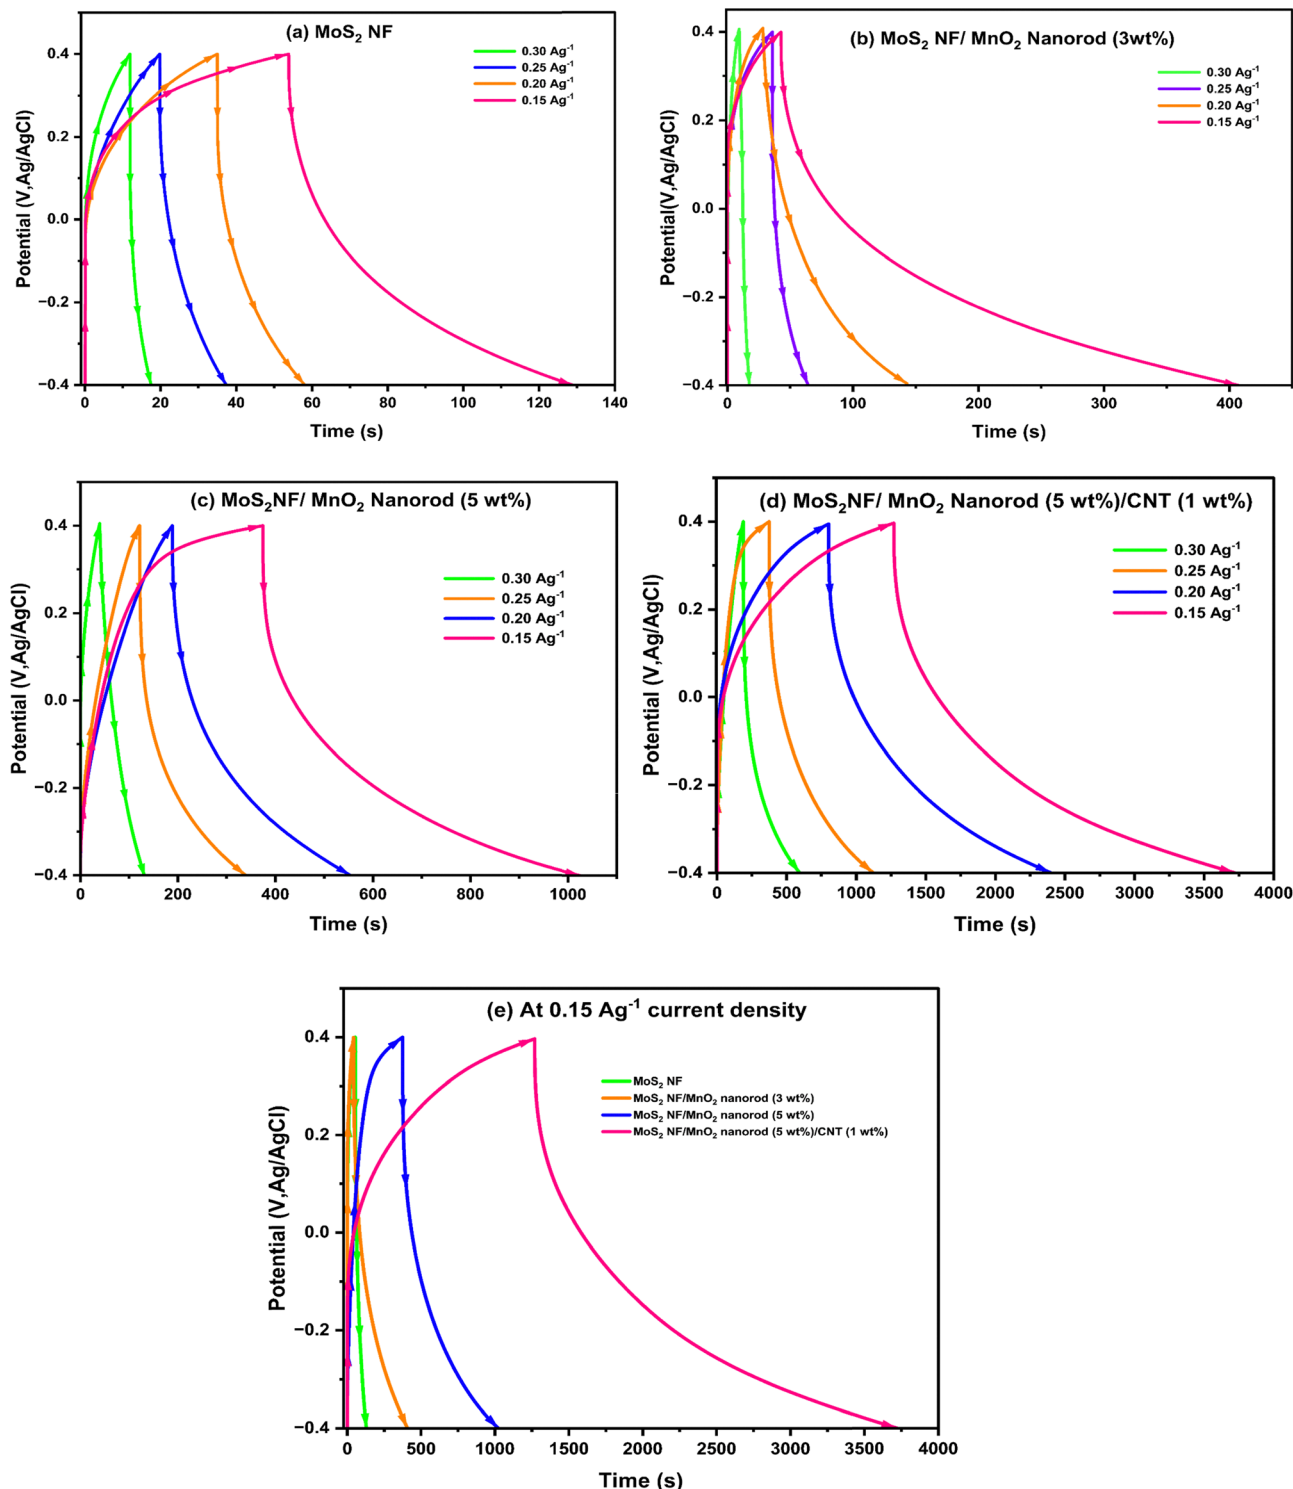 (a) MoS₂ NF
0.30 Ag⁻¹
0.25 Ag⁻¹
0.20 Ag⁻¹
0.15 Ag⁻¹
Potential (V,Ag/AgCl)
0.4
0.2
0.0
−0.2
−0.4
0 20 40 60 80 100 120 140
Time (s)
(b) MoS₂ NF/ MnO₂ Nanorod (3wt%)
0.30 Ag⁻¹
0.25 Ag⁻¹
0.20 Ag⁻¹
0.15 Ag⁻¹
Potential(V,Ag/AgCl)
0.4
0.2
0.0
−0.2
−0.4
0 100 200 300 400
Time (s)
(c) MoS₂NF/ MnO₂ Nanorod (5 wt%)
0.30 Ag⁻¹
0.25 Ag⁻¹
0.20 Ag⁻¹
0.15 Ag⁻¹
Potential (V,Ag/AgCl)
0.4
0.2
0.0
−0.2
−0.4
0 200 400 600 800 1000
Time (s)
(d) MoS₂NF/ MnO₂ Nanorod (5 wt%)/CNT (1 wt%)
0.30 Ag⁻¹
0.25 Ag⁻¹
0.20 Ag⁻¹
0.15 Ag⁻¹
Potential (V,Ag/AgCl)
0.4
0.2
0.0
−0.2
−0.4
0 500 1000 1500 2000 2500 3000 3500 4000
Time (s)
(e) At 0.15 Ag⁻¹ current density
MoS₂ NF
MoS₂ NF/MnO₂ nanorod (3 wt%)
MoS₂ NF/MnO₂ nanorod (5 wt%)
MoS₂ NF/MnO₂ nanorod (5 wt%)/CNT (1 wt%)
Potential (V,Ag/AgCl)
0.4
0.2
0.0
−0.2
−0.4
0 500 1000 1500 2000 2500 3000 3500 4000
Time (s)